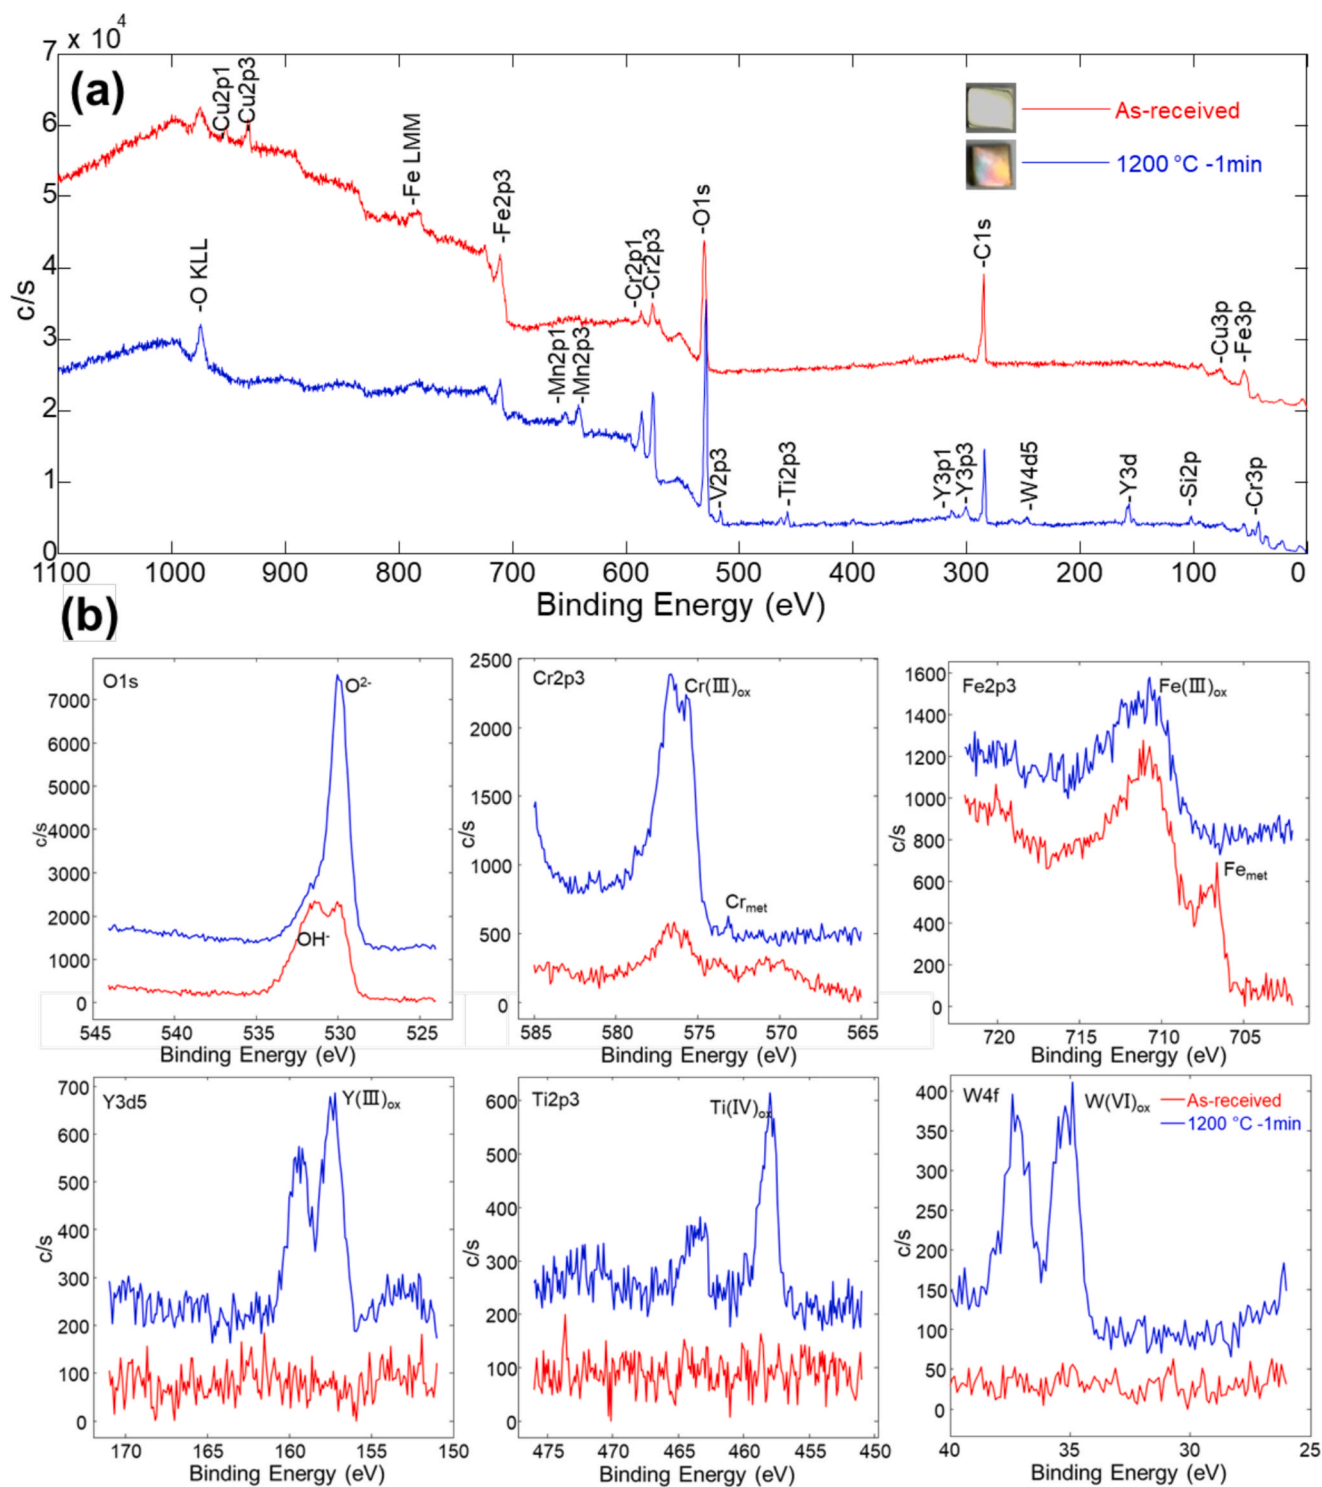 7 x 10⁴
(a)
6
5
4
3
2
1
0
c/s
O KLL
Cu2p1
Cu2p3
Fe LMM
Fe2p3
Mn2p1
Mn2p3
Cr2p1
Cr2p3
O1s
V2p3
Ti2p3
Y3p1
Y3p3
C1s
W4d5
Y3d
Si2p
Cu3p
Fe3p
Cr3p
As-received
1200 °C -1min
1100 1000 900 800 700 600 500 400 300 200 100 0
Binding Energy (eV)
(b)
O1s
O²⁻
OH⁻
7000
6000
5000
4000
3000
2000
1000
0
c/s
545 540 535 530 525
Binding Energy (eV)
Cr2p3
Cr(Ⅲ)ox
Crmet
2500
2000
1500
1000
500
0
c/s
585 580 575 570 565
Binding Energy (eV)
Fe2p3
Fe(Ⅲ)ox
Femet
1600
1400
1200
1000
800
600
400
200
0
c/s
720 715 710 705
Binding Energy (eV)
Y3d5
Y(Ⅲ)ox
700
600
500
400
300
200
100
0
c/s
170 165 160 155 150
Binding Energy (eV)
Ti2p3
Ti(IV)ox
600
500
400
300
200
100
0
c/s
475 470 465 460 455 450
Binding Energy (eV)
W4f
W(VI)ox
As-received
1200 °C -1min
400
350
300
250
200
150
100
50
0
c/s
40 35 30 25
Binding Energy (eV)